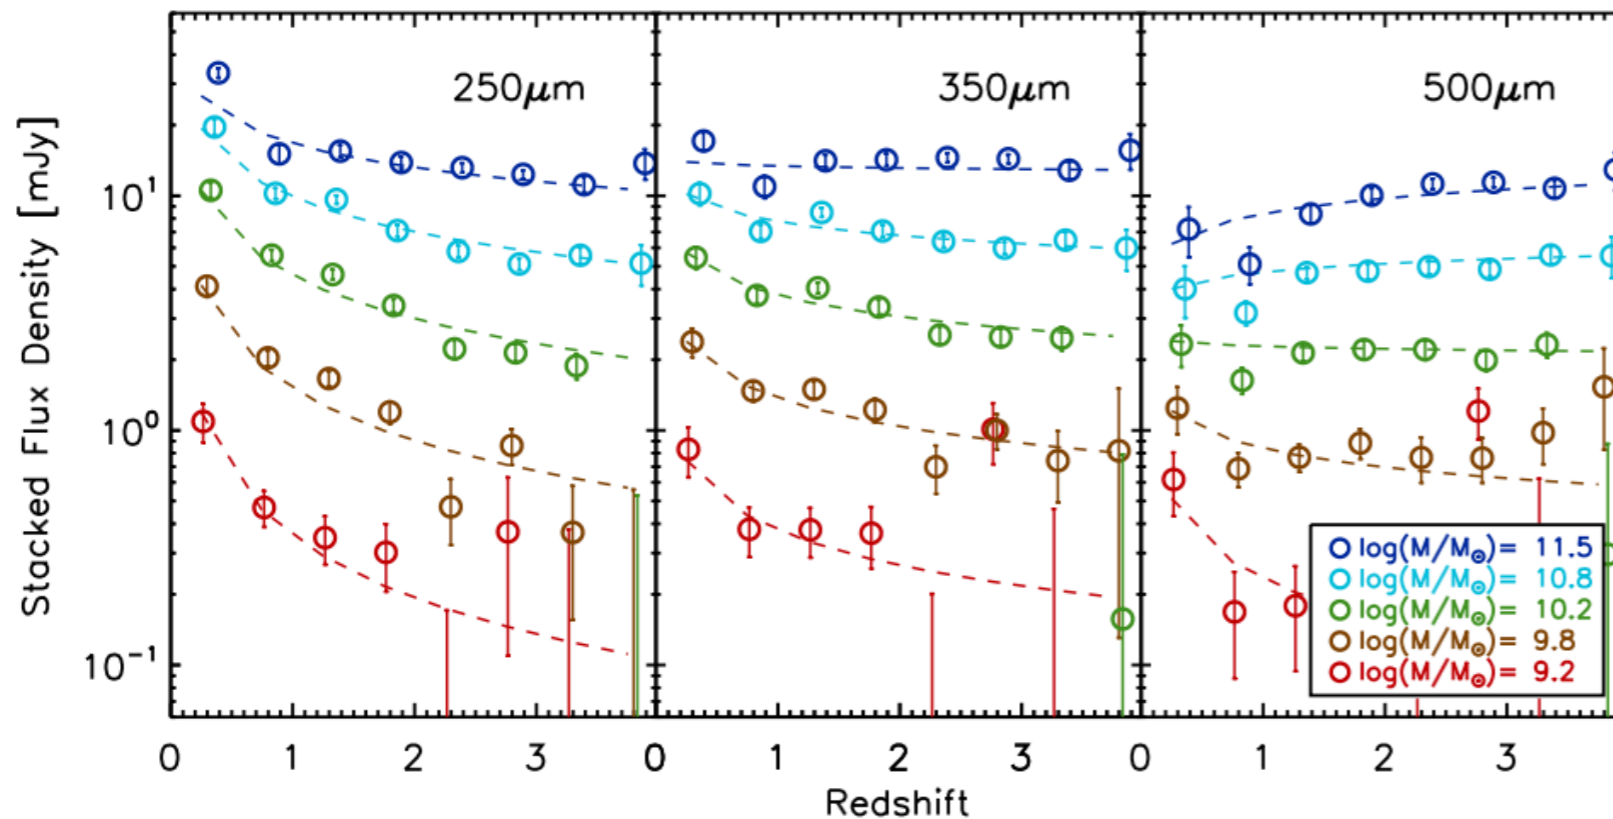 250μm 350μm 500μm
Stacked Flux Density [mJy]
10¹
10⁰
10⁻¹
log(M/M⊙)= 11.5
log(M/M⊙)= 10.8
log(M/M⊙)= 10.2
log(M/M⊙)= 9.8
log(M/M⊙)= 9.2
0 1 2 3 0 1 2 3 0 1 2 3
Redshift